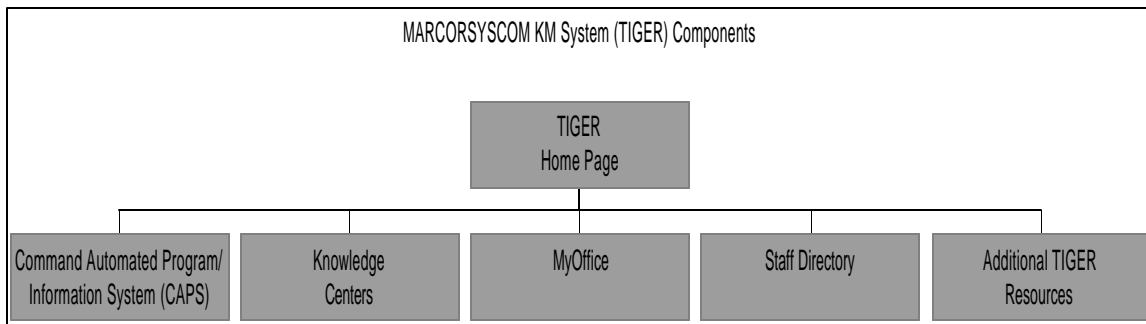 MARCORSYSCOM KM System (TIGER) Components
TIGER
Home Page
Command Automated Program/
Information System (CAPS)
Knowledge
Centers
MyOffice
Staff Directory
Additional TIGER
Resources